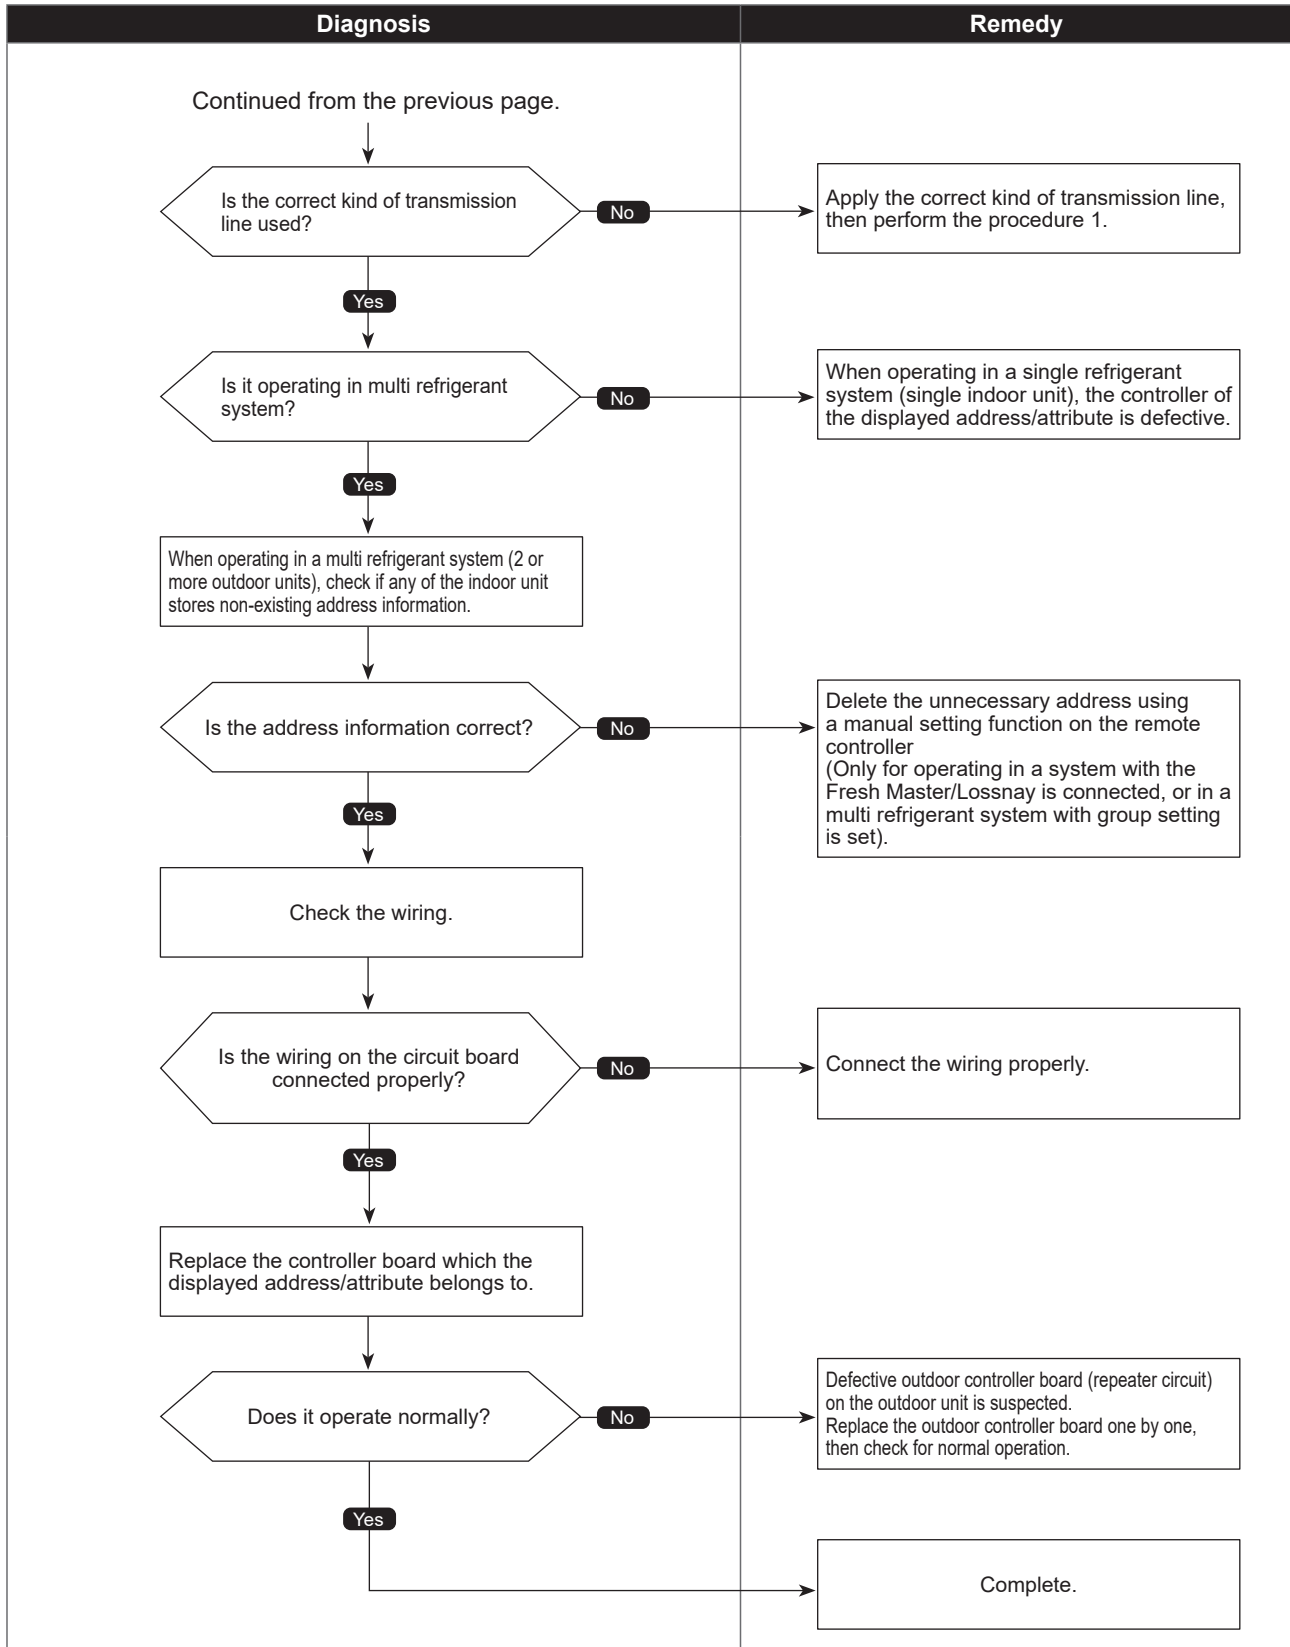 Diagnosis
Remedy
Continued from the previous page.
Is the correct kind of transmission
line used?
No
Apply the correct kind of transmission line,
then perform the procedure 1.
Yes
Is it operating in multi refrigerant
system?
No
When operating in a single refrigerant
system (single indoor unit), the controller of
the displayed address/attribute is defective.
Yes
When operating in a multi refrigerant system (2 or
more outdoor units), check if any of the indoor unit
stores non-existing address information.
Is the address information correct?
No
Delete the unnecessary address using
a manual setting function on the remote
controller
(Only for operating in a system with the
Fresh Master/Lossnay is connected, or in a
multi refrigerant system with group setting
is set).
Yes
Check the wiring.
Is the wiring on the circuit board
connected properly?
No
Connect the wiring properly.
Yes
Replace the controller board which the
displayed address/attribute belongs to.
Does it operate normally?
No
Defective outdoor controller board (repeater circuit)
on the outdoor unit is suspected.
Replace the outdoor controller board one by one,
then check for normal operation.
Yes
Complete.